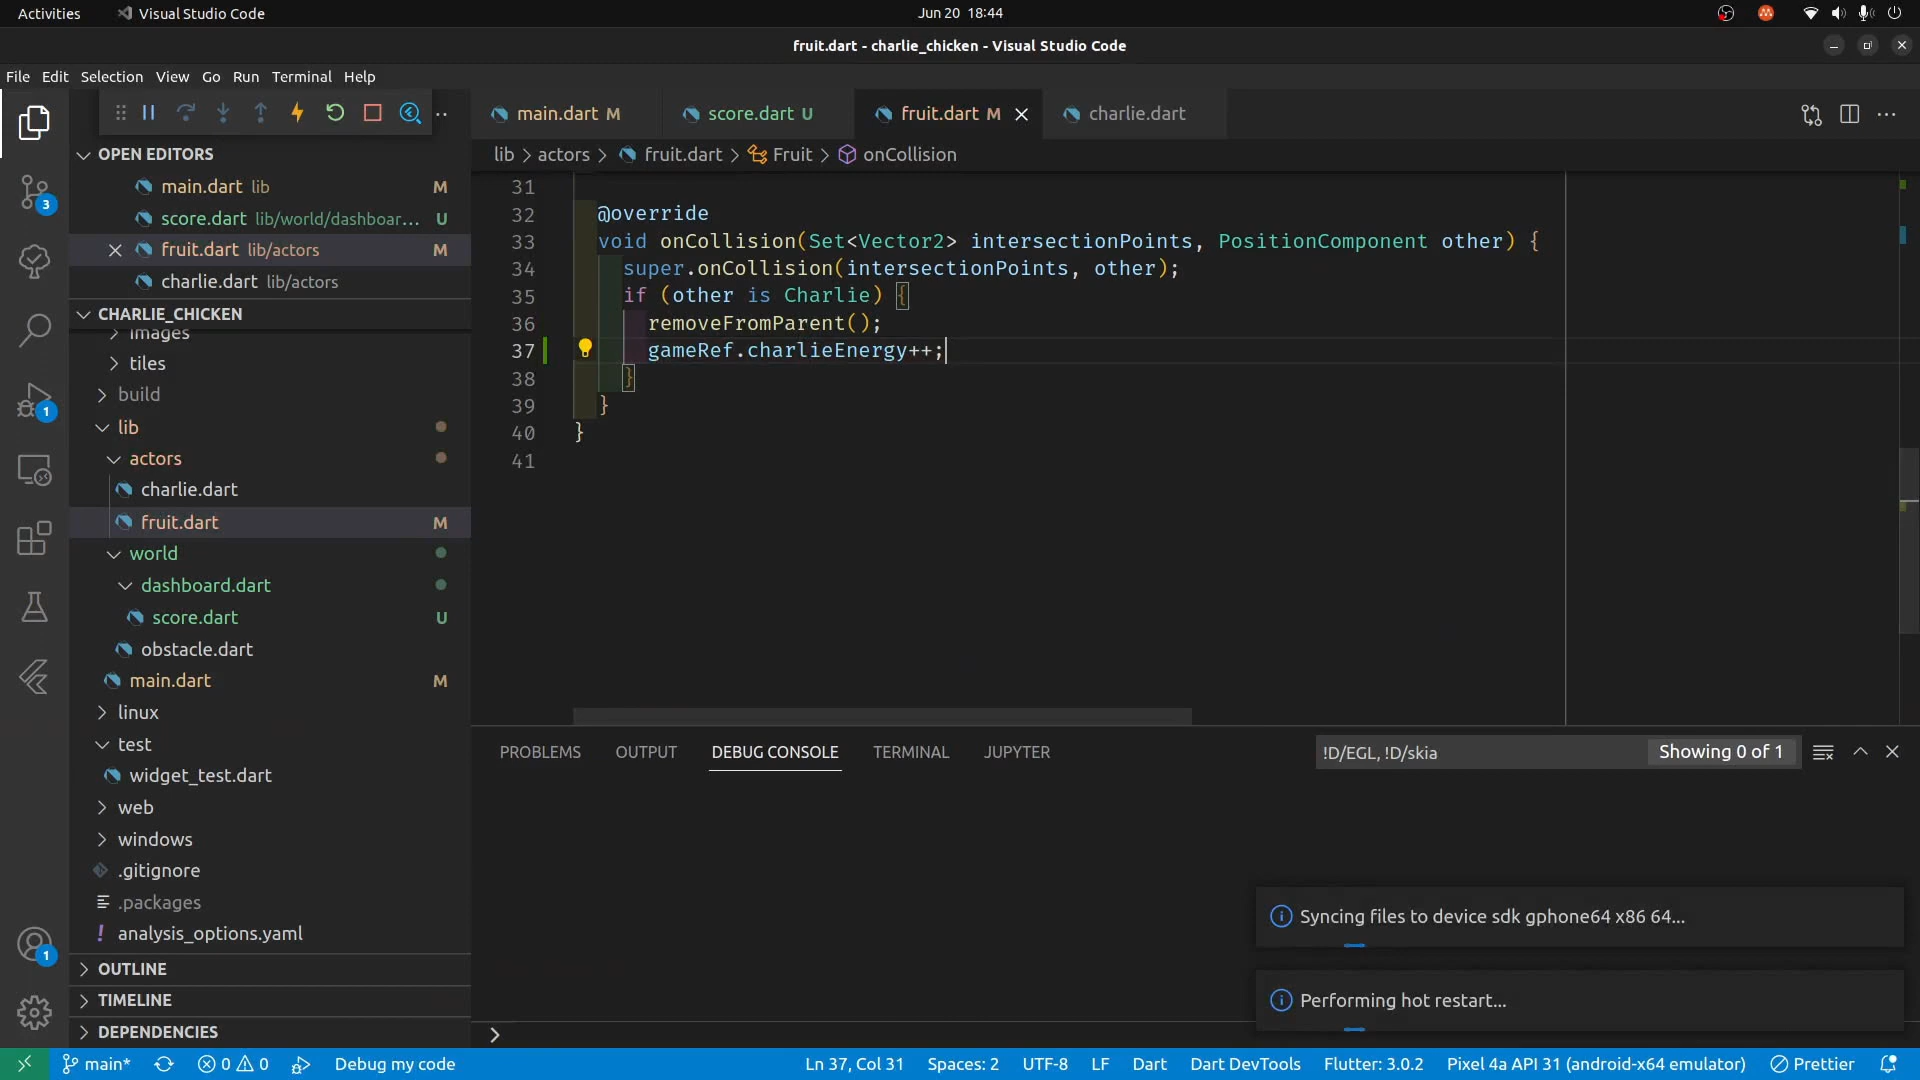 Activities
Visual Studio Code
Jun 20 18:44
fruit.dart - charlie_chicken - Visual Studio Code
File Edit Selection View Go Run Terminal Help
main.dart M
score.dart U
fruit.dart M
charlie.dart
OPEN EDITORS
main.dart lib M
score.dart lib/world/dashboar... U
fruit.dart lib/actors M
charlie.dart lib/actors
CHARLIE_CHICKEN
images
tiles
build
lib
actors
charlie.dart
fruit.dart M
world
dashboard.dart
score.dart U
obstacle.dart
main.dart M
linux
test
widget_test.dart
web
windows
.gitignore
.packages
! analysis_options.yaml
OUTLINE
TIMELINE
DEPENDENCIES
3
1
1
lib > actors > fruit.dart > Fruit > onCollision
31
32 @override
33 void onCollision(Set<Vector2> intersectionPoints, PositionComponent other) {
34 super.onCollision(intersectionPoints, other);
35 if (other is Charlie) {
36 removeFromParent();
37 gameRef.charlieEnergy++;
38 }
39 }
40 }
41
PROBLEMS OUTPUT DEBUG CONSOLE TERMINAL JUPYTER
!D/EGL, !D/skia
Showing 0 of 1
Syncing files to device sdk gphone64 x86 64...
Performing hot restart...
main* 0 0 Debug my code
Ln 37, Col 31 Spaces: 2 UTF-8 LF Dart Dart DevTools Flutter: 3.0.2 Pixel 4a API 31 (android-x64 emulator) Prettier